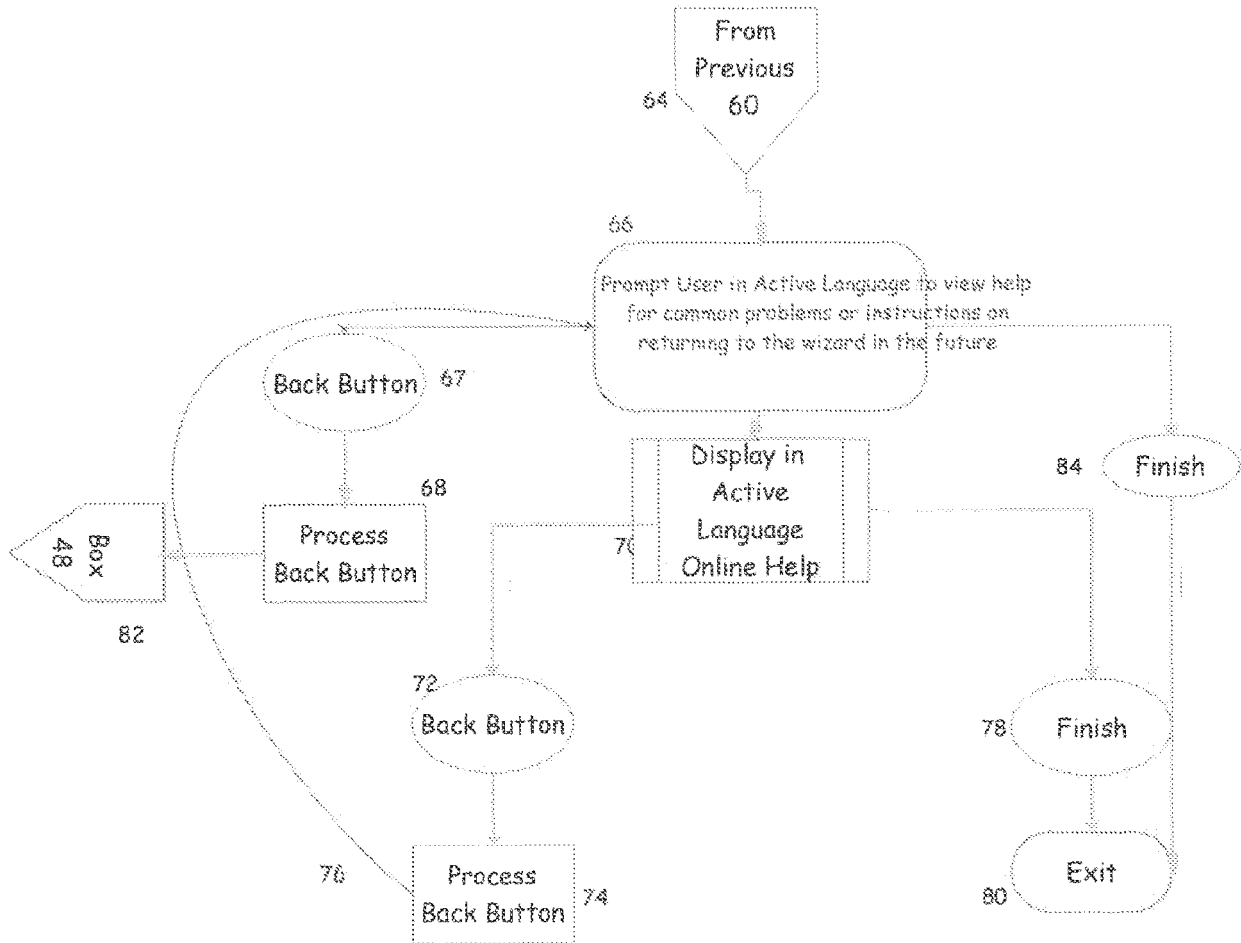 From
Previous
60
64
66
Prompt User in Active Language to view help
for common problems or instructions on
returning to the wizard in the future
Back Button
67
Display in
Active
Language
Online Help
70
84
Finish
68
Process
Back Button
Box
48
82
72
Back Button
78
Finish
76
Process
Back Button
74
Exit
80